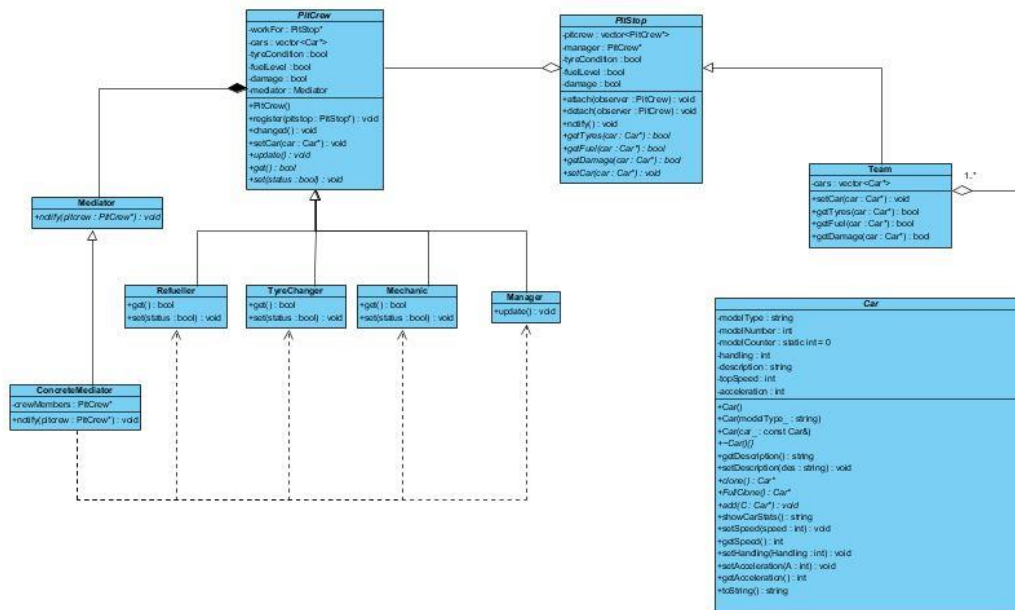 PitCrew
-workFor : PitStop*
-cars : vector<Car*>
-tyreCondition : bool
-fuelLevel : bool
-damage : bool
-mediator : Mediator
+PitCrew()
+register(pitstop : PitStop*) : void
+changed() : void
+setCar(car : Car*) : void
+update() : void
+get() : bool
+set(status : bool) : void
PitStop
-pitcrew : vector<PitCrew*>
-manager : PitCrew*
-tyreCondition : bool
-fuelLevel : bool
-damage : bool
+attach(observer : PitCrew) : void
+detach(observer : PitCrew) : void
+notify() : void
+getTyres(car : Car*) : bool
+getFuel(car : Car*) : bool
+getDamage(car : Car*) : bool
+setCar(car : Car*) : void
Team
-cars : vector<Car*>
+setCar(car : Car*) : void
+getTyres(car : Car*) : bool
+getFuel(car : Car*) : bool
+getDamage(car : Car*) : bool
1..*
Mediator
+notify(pitcrew : PitCrew*) : void
Refueller
+get() : bool
+set(status : bool) : void
TyreChanger
+get() : bool
+set(status : bool) : void
Mechanic
+get() : bool
+set(status : bool) : void
Manager
+update() : void
ConcreteMediator
-crewMembers : PitCrew*
+notify(pitcrew : PitCrew*) : void
Car
-modelType : string
-modelNumber : int
-modelCounter : static int = 0
-handling : int
-description : string
-topSpeed : int
-acceleration : int
+Car()
+Car(modelType_ : string)
+Car(car_ : const Car&)
+~Car(){}
+getDescription() : string
+setDescription(des : string) : void
+clone() : Car*
+FullClone() : Car*
+add(C : Car*) : void
+showCarStats() : string
+setSpeed(speed : int) : void
+getSpeed() : int
+setHandling(Handling : int) : void
+setAcceleration(A : int) : void
+getAcceleration() : int
+toString() : string